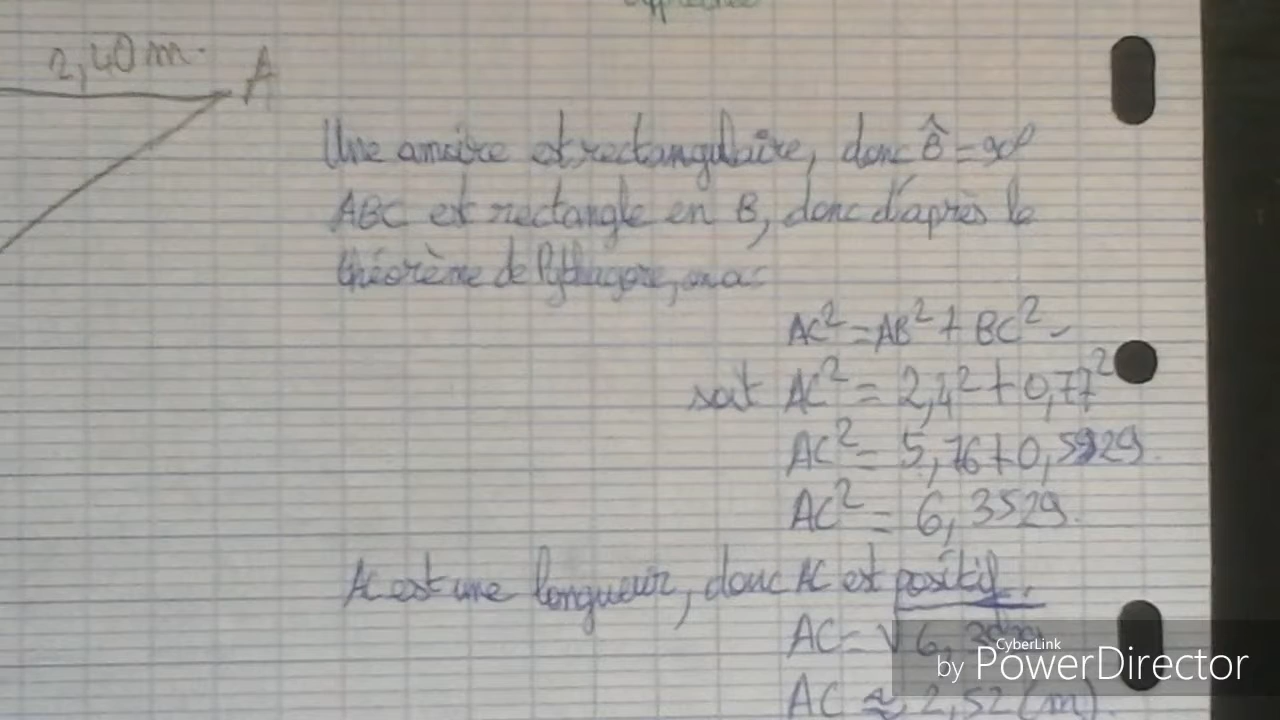 2,40 m.
A
Une armoire est rectangulaire, donc B̂ = 90°
ABC est rectangle en B, donc d'après le
théorème de Pythagore, on a:
AC² = AB² + BC²
soit AC² = 2,4² + 0,77²
AC² = 5,76 + 0,5929
AC² = 6,3529.
AC est une longueur, donc AC est positif.
AC = √6,
AC ≈ 2,52 (m).
CyberLink
by PowerDirector